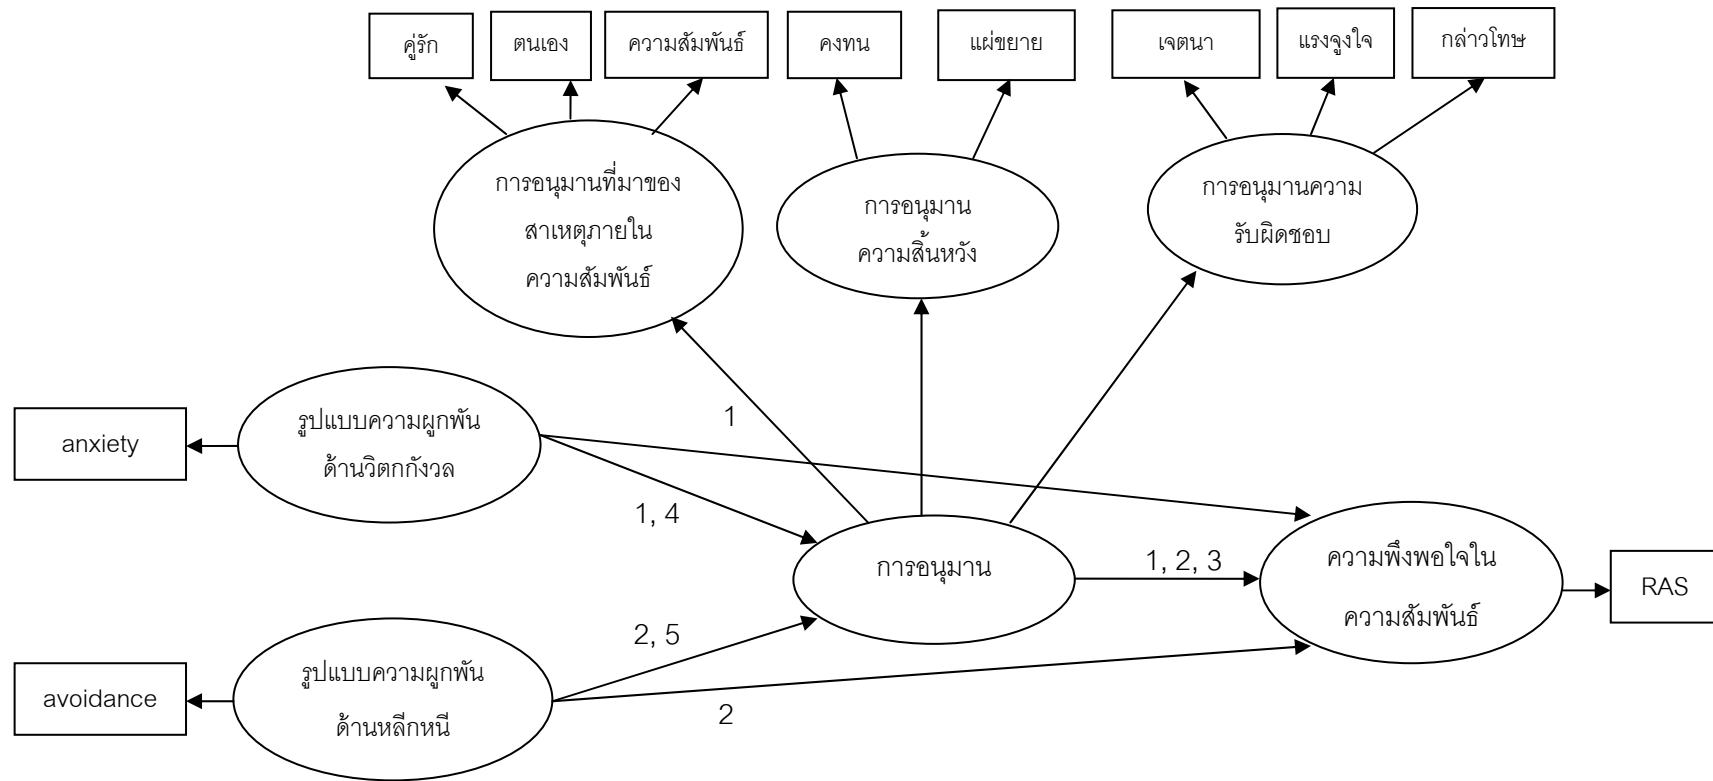 คู่รัก
ตนเอง
ความสัมพันธ์
คงทน
แผ่ขยาย
เจตนา
แรงจูงใจ
กล่าวโทษ
การอนุมานที่มาของ
สาเหตุภายใน
ความสัมพันธ์
การอนุมาน
ความสิ้นหวัง
การอนุมานความ
รับผิดชอบ
anxiety
รูปแบบความผูกพัน
ด้านวิตกกังวล
1
1, 4
การอนุมาน
1, 2, 3
ความพึงพอใจใน
ความสัมพันธ์
RAS
2, 5
avoidance
รูปแบบความผูกพัน
ด้านหลีกหนี
2